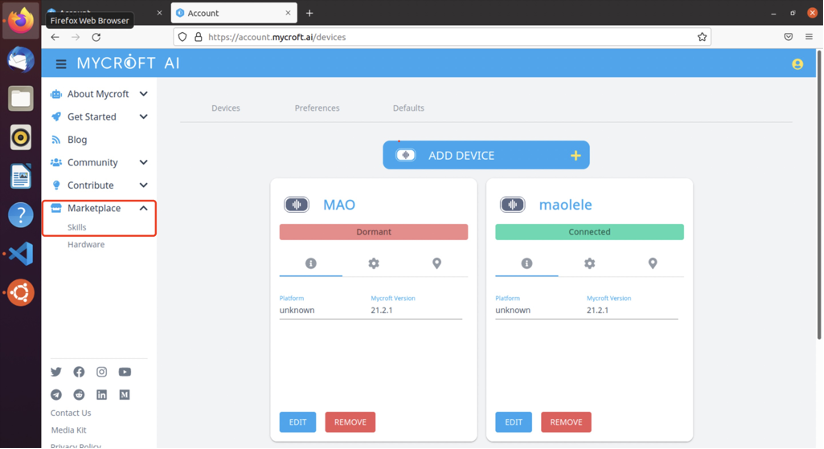 Account
Account
Firefox Web Browser
https://account.mycroft.ai/devices
MYCROFT AI
About Mycroft
Get Started
Blog
Community
Contribute
Marketplace
Skills
Hardware
Contact Us
Media Kit
Privacy Policy
Devices Preferences Defaults
ADD DEVICE
MAO
Dormant
Platform Mycroft Version
unknown 21.2.1
EDIT REMOVE
maolele
Connected
Platform Mycroft Version
unknown 21.2.1
EDIT REMOVE